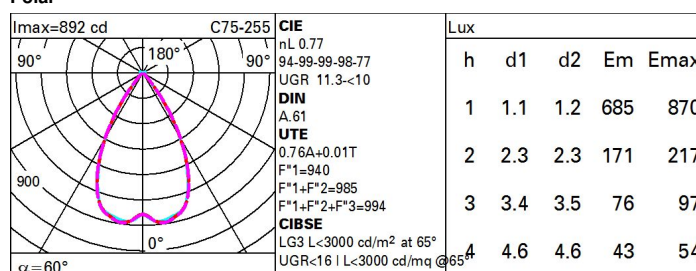 Polar
Imax=892 cd C75-255
90° 180° 90°
900
0°
α=60°
CIE
nL 0.77
94-99-99-98-77
UGR 11.3-<10
DIN
A.61
UTE
0.76A+0.01T
F"1=940
F"1+F"2=985
F"1+F"2+F"3=994
CIBSE
LG3 L<3000 cd/m² at 65°
UGR<16 | L<3000 cd/mq @65°
Lux
h d1 d2 Em Emax
1 1.1 1.2 685 870
2 2.3 2.3 171 217
3 3.4 3.5 76 97
4 4.6 4.6 43 54